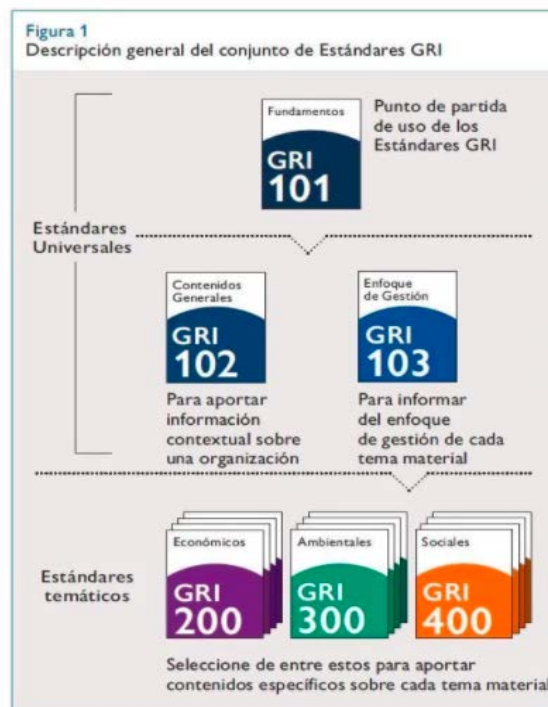 Figura 1
Descripción general del conjunto de Estándares GRI
Fundamentos
GRI
101
Punto de partida
de uso de los
Estándares GRI
Estándares
Universales
Contenidos
Generales
GRI
102
Enfoque
de Gestión
GRI
103
Para aportar
información
contextual sobre
una organización
Para informar
del enfoque
de gestión de cada
tema material
Estándares
temáticos
Económicos
GRI
200
Ambientales
GRI
300
Sociales
GRI
400
Seleccione de entre estos para aportar
contenidos específicos sobre cada tema material